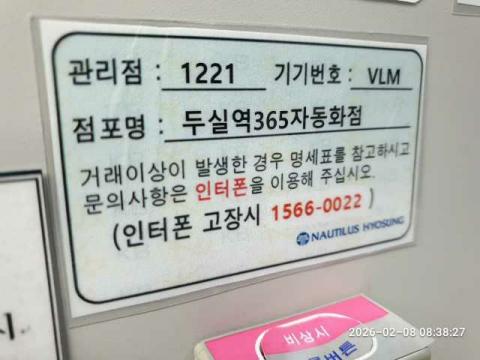 관리점 : 1221 기기번호 : VLM
점포명 : 두실역365자동화점
거래이상이 발생한 경우 명세표를 참고하시고
문의사항은 인터폰을 이용해 주십시오.
(인터폰 고장시 1566-0022 )
NAUTILUS HYOSUNG
비상시
버튼
시
2026-02-08 08:38:27